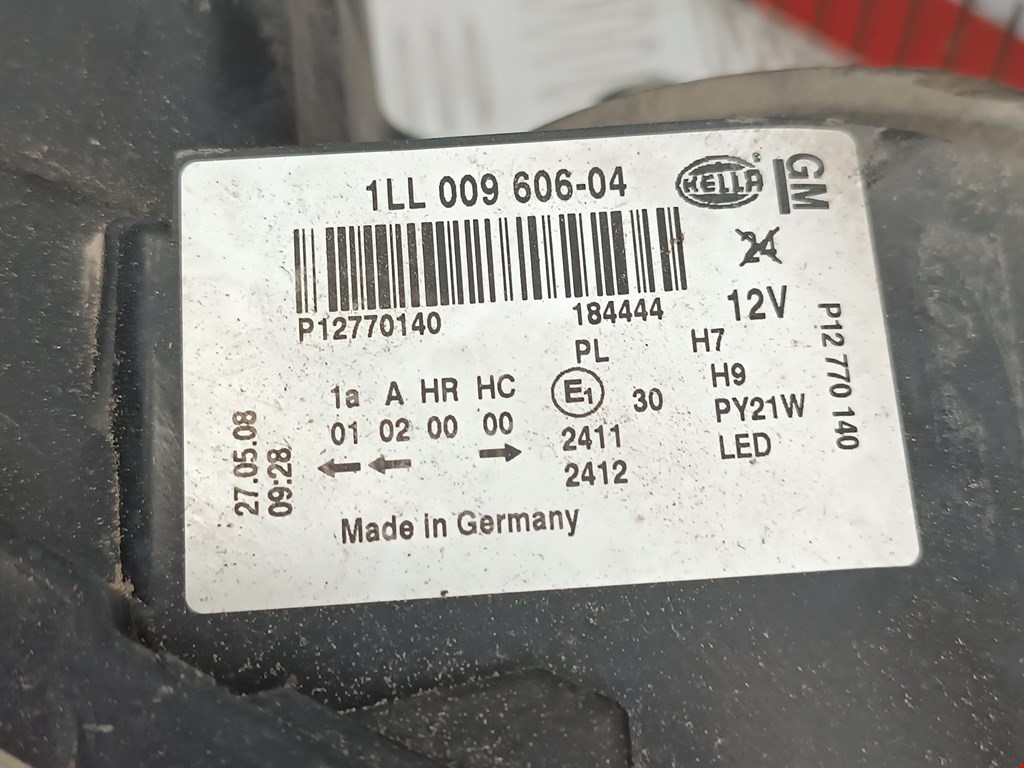 1LL 009 606-04
HELLA
®
GM
24
P12770140
184444
12V
P12 770 140
PL
H7
H9
PY21W
LED
1a A HR HC
01 02 00 00
← ← →
E1
30
2411
2412
27.05.08
09:28
Made in Germany